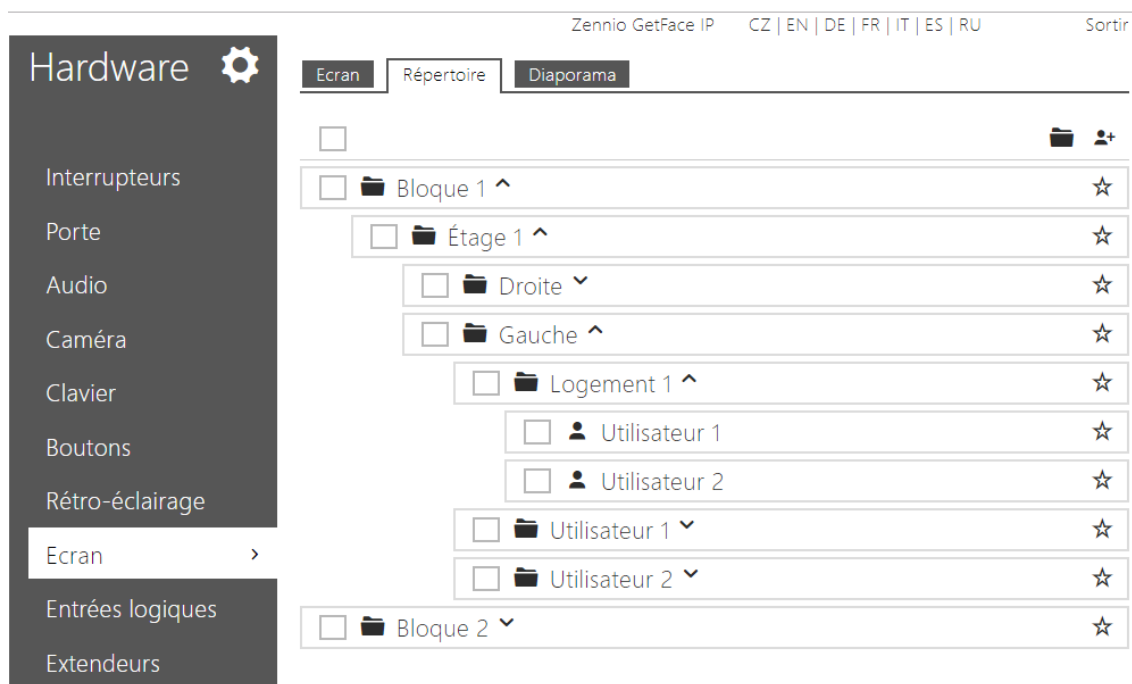 Zennio GetFace IP CZ | EN | DE | FR | IT | ES | RU Sortir
Hardware
Ecran Répertoire Diaporama
Interrupteurs
Porte
Audio
Caméra
Clavier
Boutons
Rétro-éclairage
Ecran
Entrées logiques
Extendeurs
Bloque 1
Étage 1
Droite
Gauche
Logement 1
Utilisateur 1
Utilisateur 2
Utilisateur 1
Utilisateur 2
Bloque 2